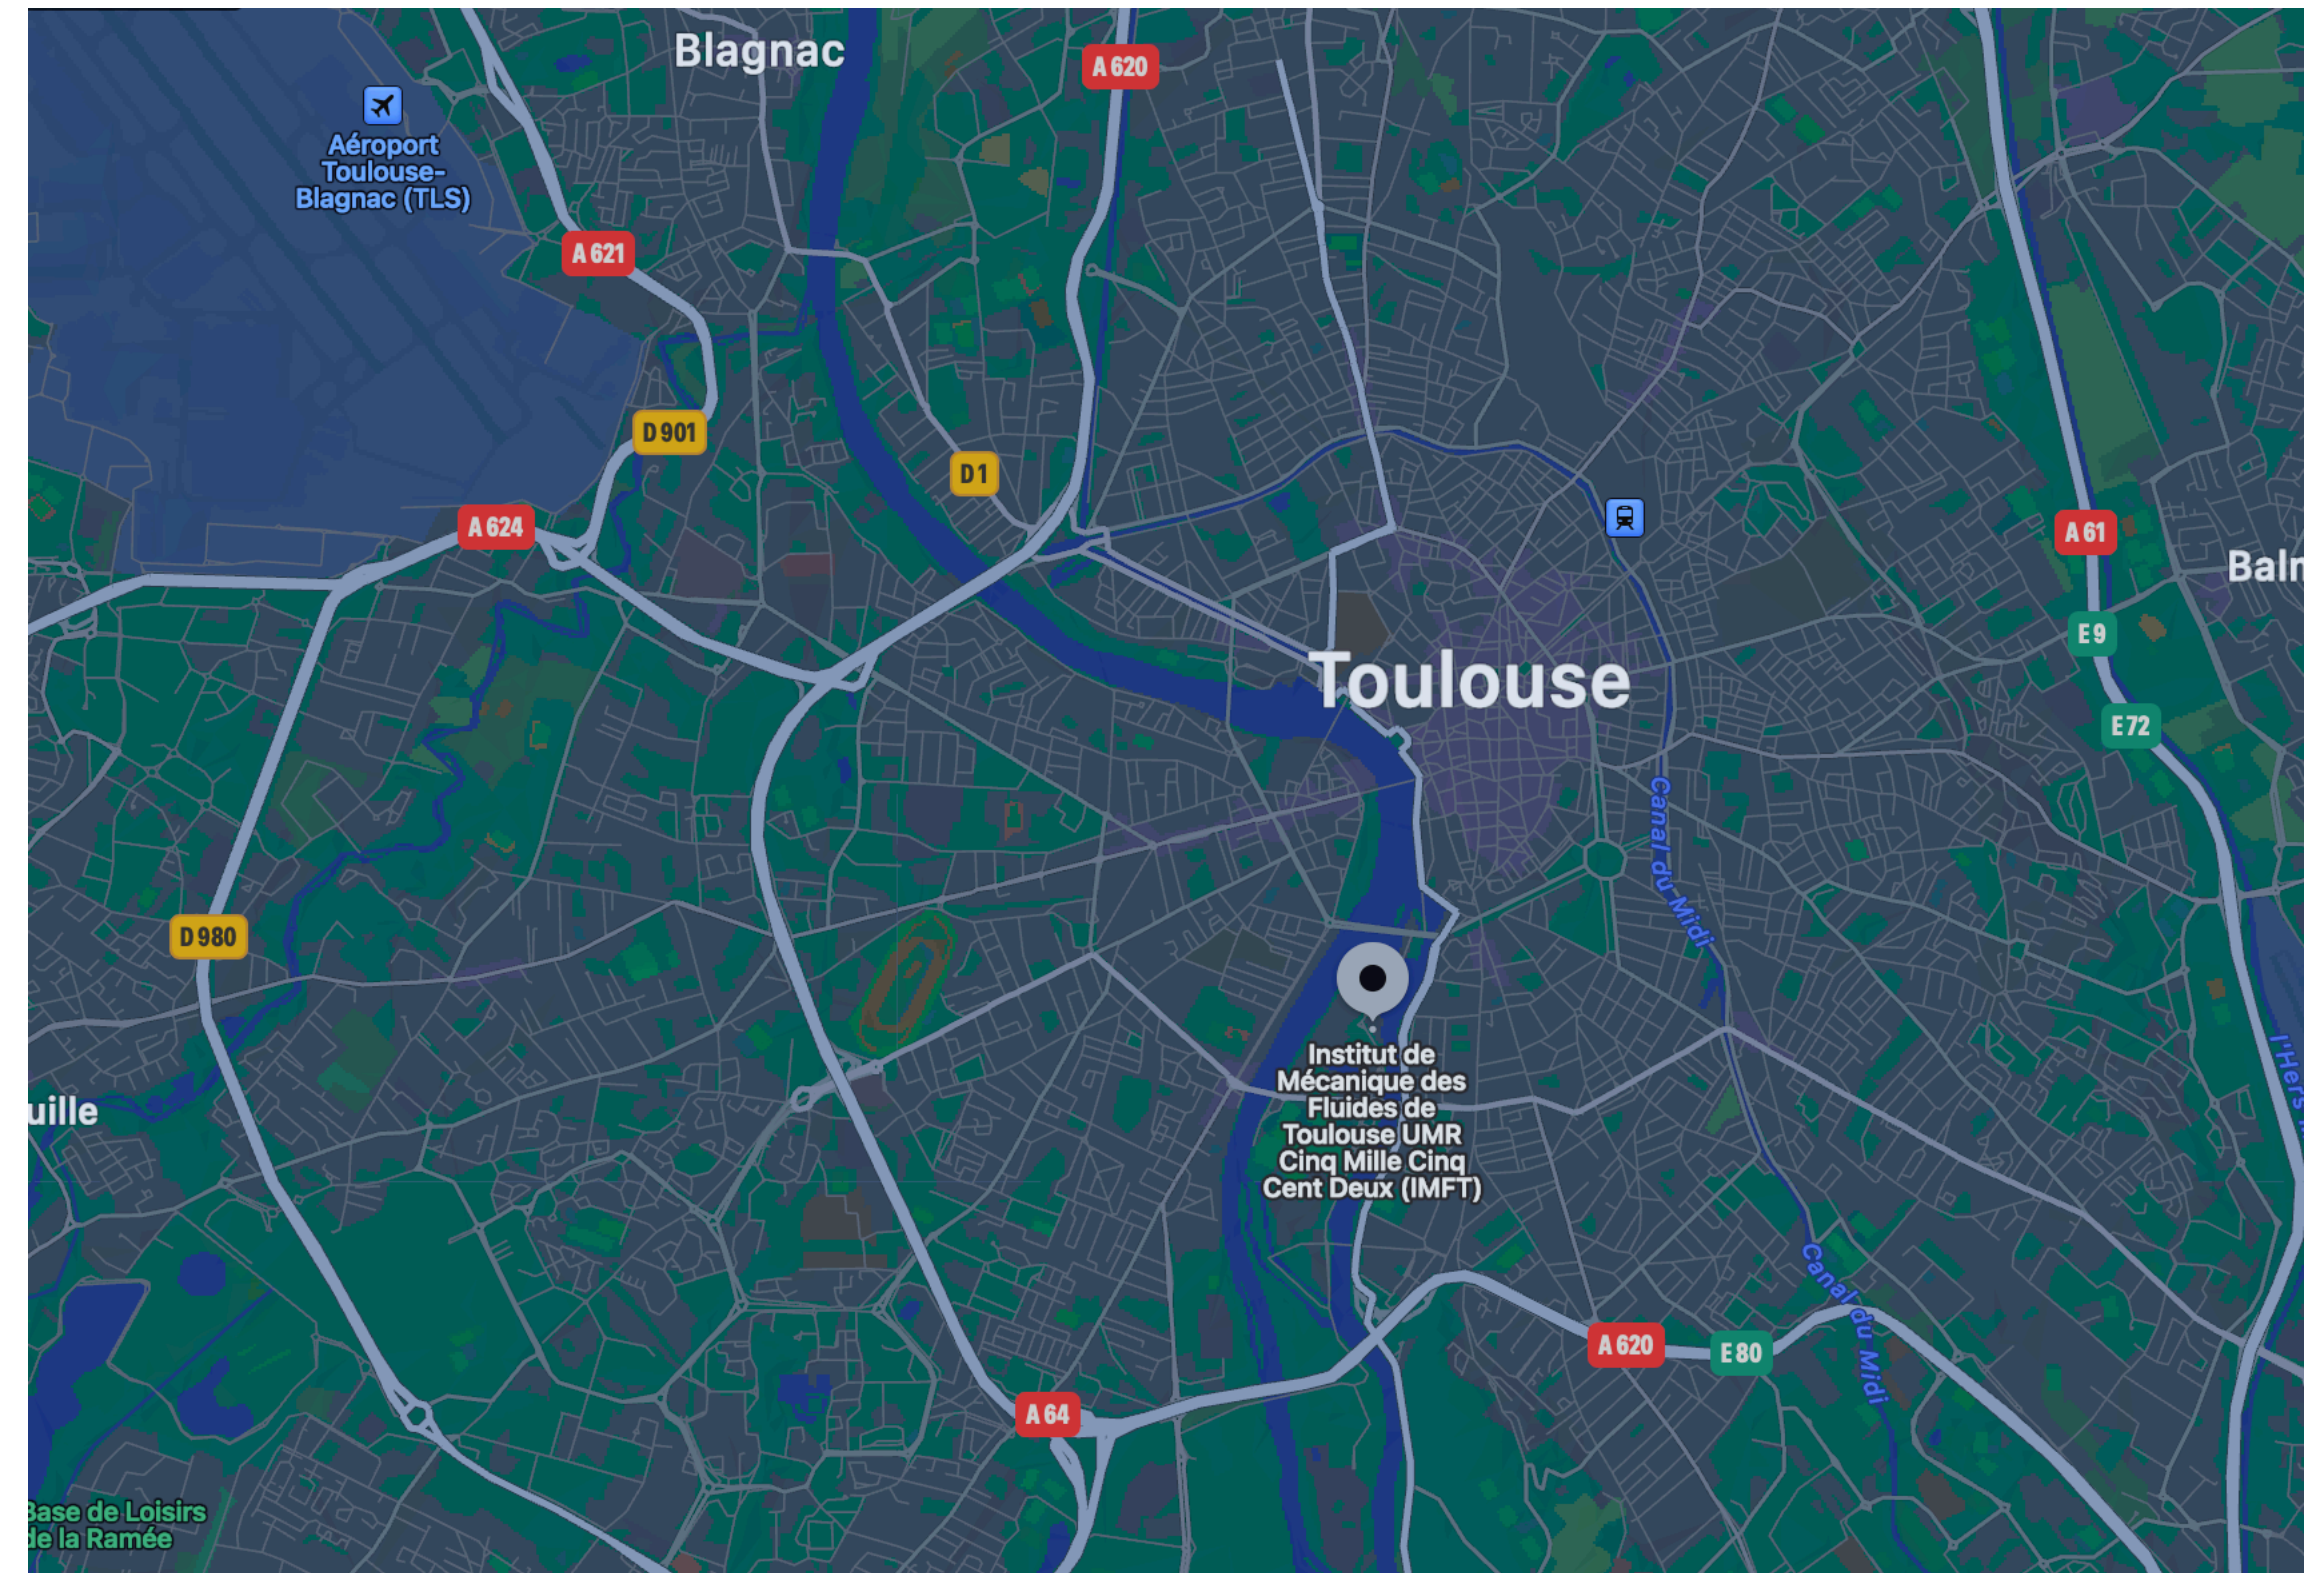 Blagnac
A 620
Aéroport
Toulouse-
Blagnac (TLS)
A 621
D 901
D 1
A 624
A 61
Baln
E 9
Toulouse
E 72
Canal du Midi
D 980
Institut de
Mécanique des
Fluides de
Toulouse UMR
Cinq Mille Cinq
Cent Deux (IMFT)
l'Hers
uille
Canal du Midi
A 620
E 80
A 64
Base de Loisirs
de la Ramée